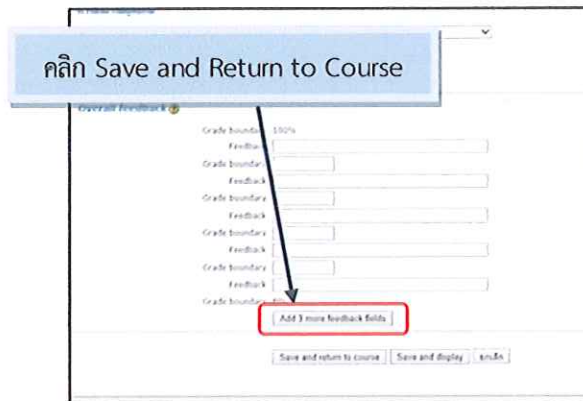 คลิก Save and Return to Course
Overall feedback
Grade boundary 100%
Feedback
Grade boundary
Feedback
Grade boundary
Feedback
Grade boundary
Feedback
Grade boundary
Feedback
Grade boundary
Add 3 more feedback fields
Save and return to course Save and display ยกเลิก